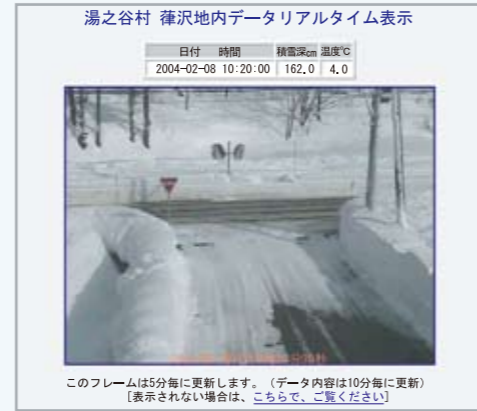 湯之谷村 葎沢地内データリアルタイム表示
日付 時間 積雪深cm 温度℃
2004-02-08 10:20:00 162.0 4.0
このフレームは5分毎に更新します。(データ内容は10分毎に更新)
[表示されない場合は、こちらで、ご覧ください]